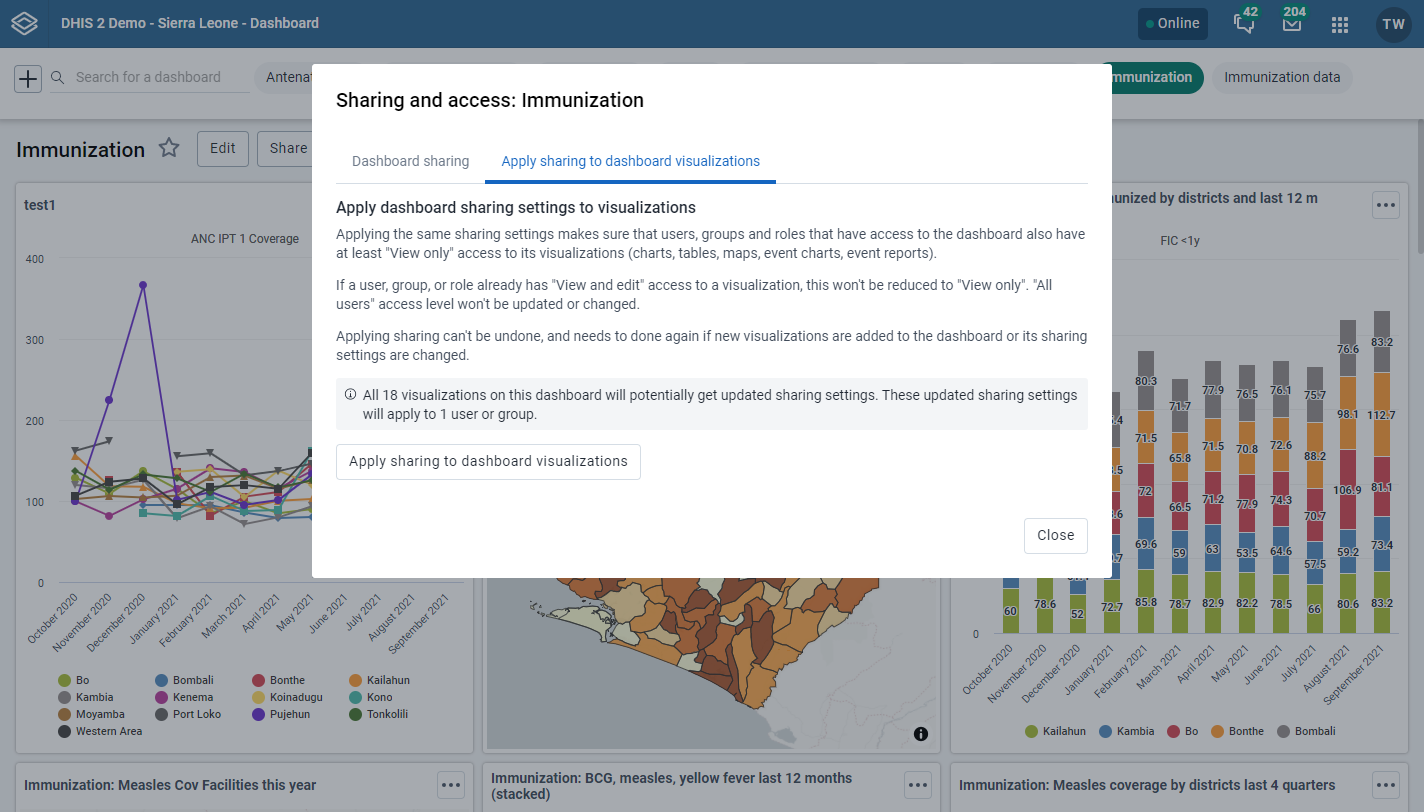 DHIS 2 Demo - Sierra Leone - Dashboard
Online
42
204
TW
Search for a dashboard
Antenat
mmunization
Immunization data
Immunization
Edit
Share
Sharing and access: Immunization
Dashboard sharing
Apply sharing to dashboard visualizations
Apply dashboard sharing settings to visualizations
Applying the same sharing settings makes sure that users, groups and roles that have access to the dashboard also have
at least "View only" access to its visualizations (charts, tables, maps, event charts, event reports).
If a user, group, or role already has "View and edit" access to a visualization, this won't be reduced to "View only". "All
users" access level won't be updated or changed.
Applying sharing can't be undone, and needs to done again if new visualizations are added to the dashboard or its sharing
settings are changed.
All 18 visualizations on this dashboard will potentially get updated sharing settings. These updated sharing settings
will apply to 1 user or group.
Apply sharing to dashboard visualizations
Close
test1
ANC IPT 1 Coverage
400
300
200
100
0
October 2020
November 2020
December 2020
January 2021
February 2021
March 2021
April 2021
May 2021
June 2021
July 2021
August 2021
September 2021
Bo
Bombali
Bonthe
Kailahun
Kambia
Kenema
Koinadugu
Kono
Moyamba
Port Loko
Pujehun
Tonkolili
Western Area
unized by districts and last 12 m
FIC <1y
76.6
83.2
80.3
71.7
77.9
76.5
76.1
75.7
98.1
112.7
71.5
65.8
71.5
70.8
72.6
88.2
72
66.5
71.2
77.9
74.3
70.7
106.9
81.1
69.6
59
63
53.5
64.6
57.5
59.2
73.4
60
78.6
52
72.7
85.8
78.7
82.9
82.2
78.5
66
80.6
83.2
0
October 2020
November 2020
December 2020
January 2021
February 2021
March 2021
April 2021
May 2021
June 2021
July 2021
August 2021
September 2021
Kailahun
Kambia
Bo
Bonthe
Bombali
Immunization: Measles Cov Facilities this year
Immunization: BCG, measles, yellow fever last 12 months
(stacked)
Immunization: Measles coverage by districts last 4 quarters